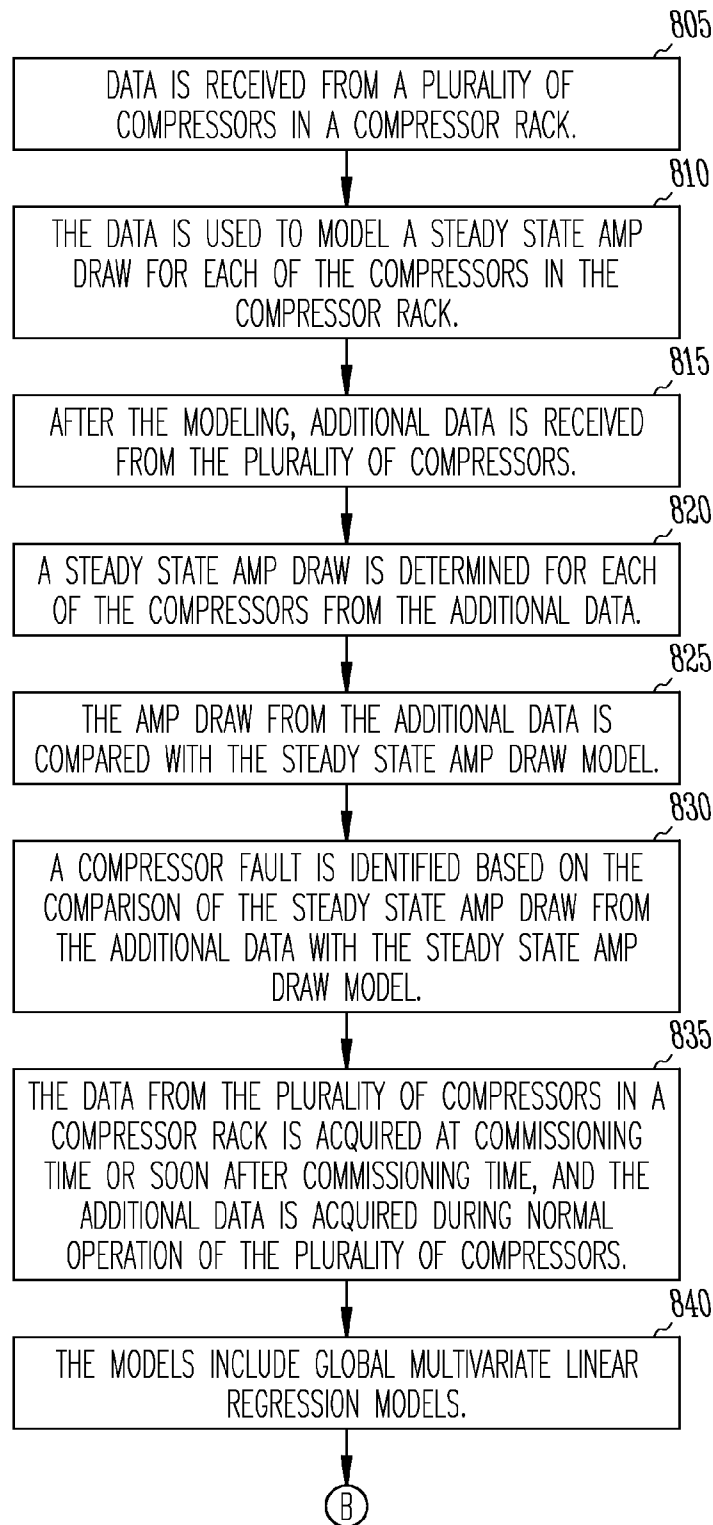 805
DATA IS RECEIVED FROM A PLURALITY OF
COMPRESSORS IN A COMPRESSOR RACK.
810
THE DATA IS USED TO MODEL A STEADY STATE AMP
DRAW FOR EACH OF THE COMPRESSORS IN THE
COMPRESSOR RACK.
815
AFTER THE MODELING, ADDITIONAL DATA IS RECEIVED
FROM THE PLURALITY OF COMPRESSORS.
820
A STEADY STATE AMP DRAW IS DETERMINED FOR EACH
OF THE COMPRESSORS FROM THE ADDITIONAL DATA.
825
THE AMP DRAW FROM THE ADDITIONAL DATA IS
COMPARED WITH THE STEADY STATE AMP DRAW MODEL.
830
A COMPRESSOR FAULT IS IDENTIFIED BASED ON THE
COMPARISON OF THE STEADY STATE AMP DRAW FROM
THE ADDITIONAL DATA WITH THE STEADY STATE AMP
DRAW MODEL.
835
THE DATA FROM THE PLURALITY OF COMPRESSORS IN A
COMPRESSOR RACK IS ACQUIRED AT COMMISSIONING
TIME OR SOON AFTER COMMISSIONING TIME, AND THE
ADDITIONAL DATA IS ACQUIRED DURING NORMAL
OPERATION OF THE PLURALITY OF COMPRESSORS.
840
THE MODELS INCLUDE GLOBAL MULTIVARIATE LINEAR
REGRESSION MODELS.
B